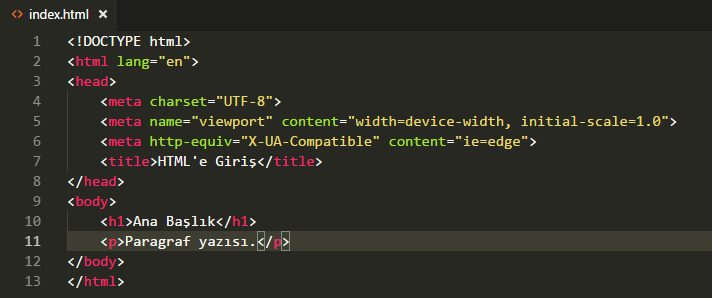 <> index.html ×
1 <!DOCTYPE html>
2 <html lang="en">
3 <head>
4     <meta charset="UTF-8">
5     <meta name="viewport" content="width=device-width, initial-scale=1.0">
6     <meta http-equiv="X-UA-Compatible" content="ie=edge">
7     <title>HTML'e Giriş</title>
8 </head>
9 <body>
10     <h1>Ana Başlık</h1>
11     <p>Paragraf yazısı.</p>
12 </body>
13 </html>